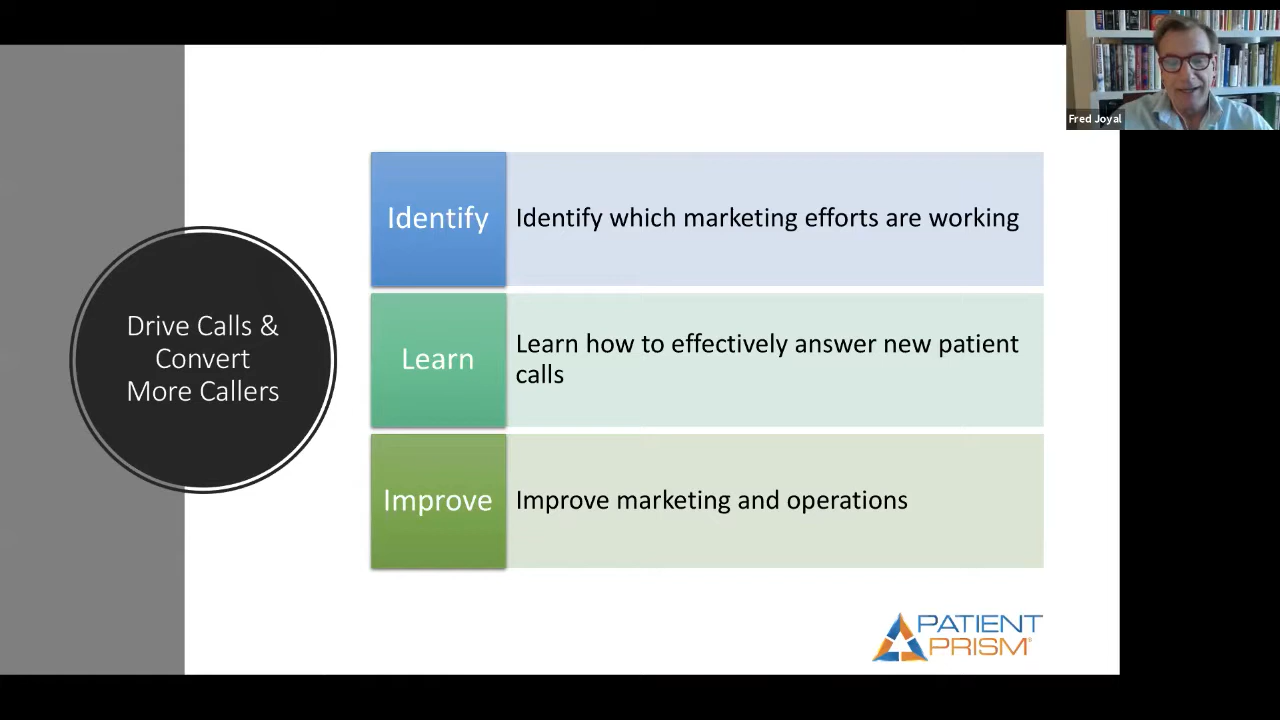 Fred Joyal
Drive Calls &
Convert
More Callers
Identify
Identify which marketing efforts are working
Learn
Learn how to effectively answer new patient
calls
Improve
Improve marketing and operations
PATIENT
PRISM®